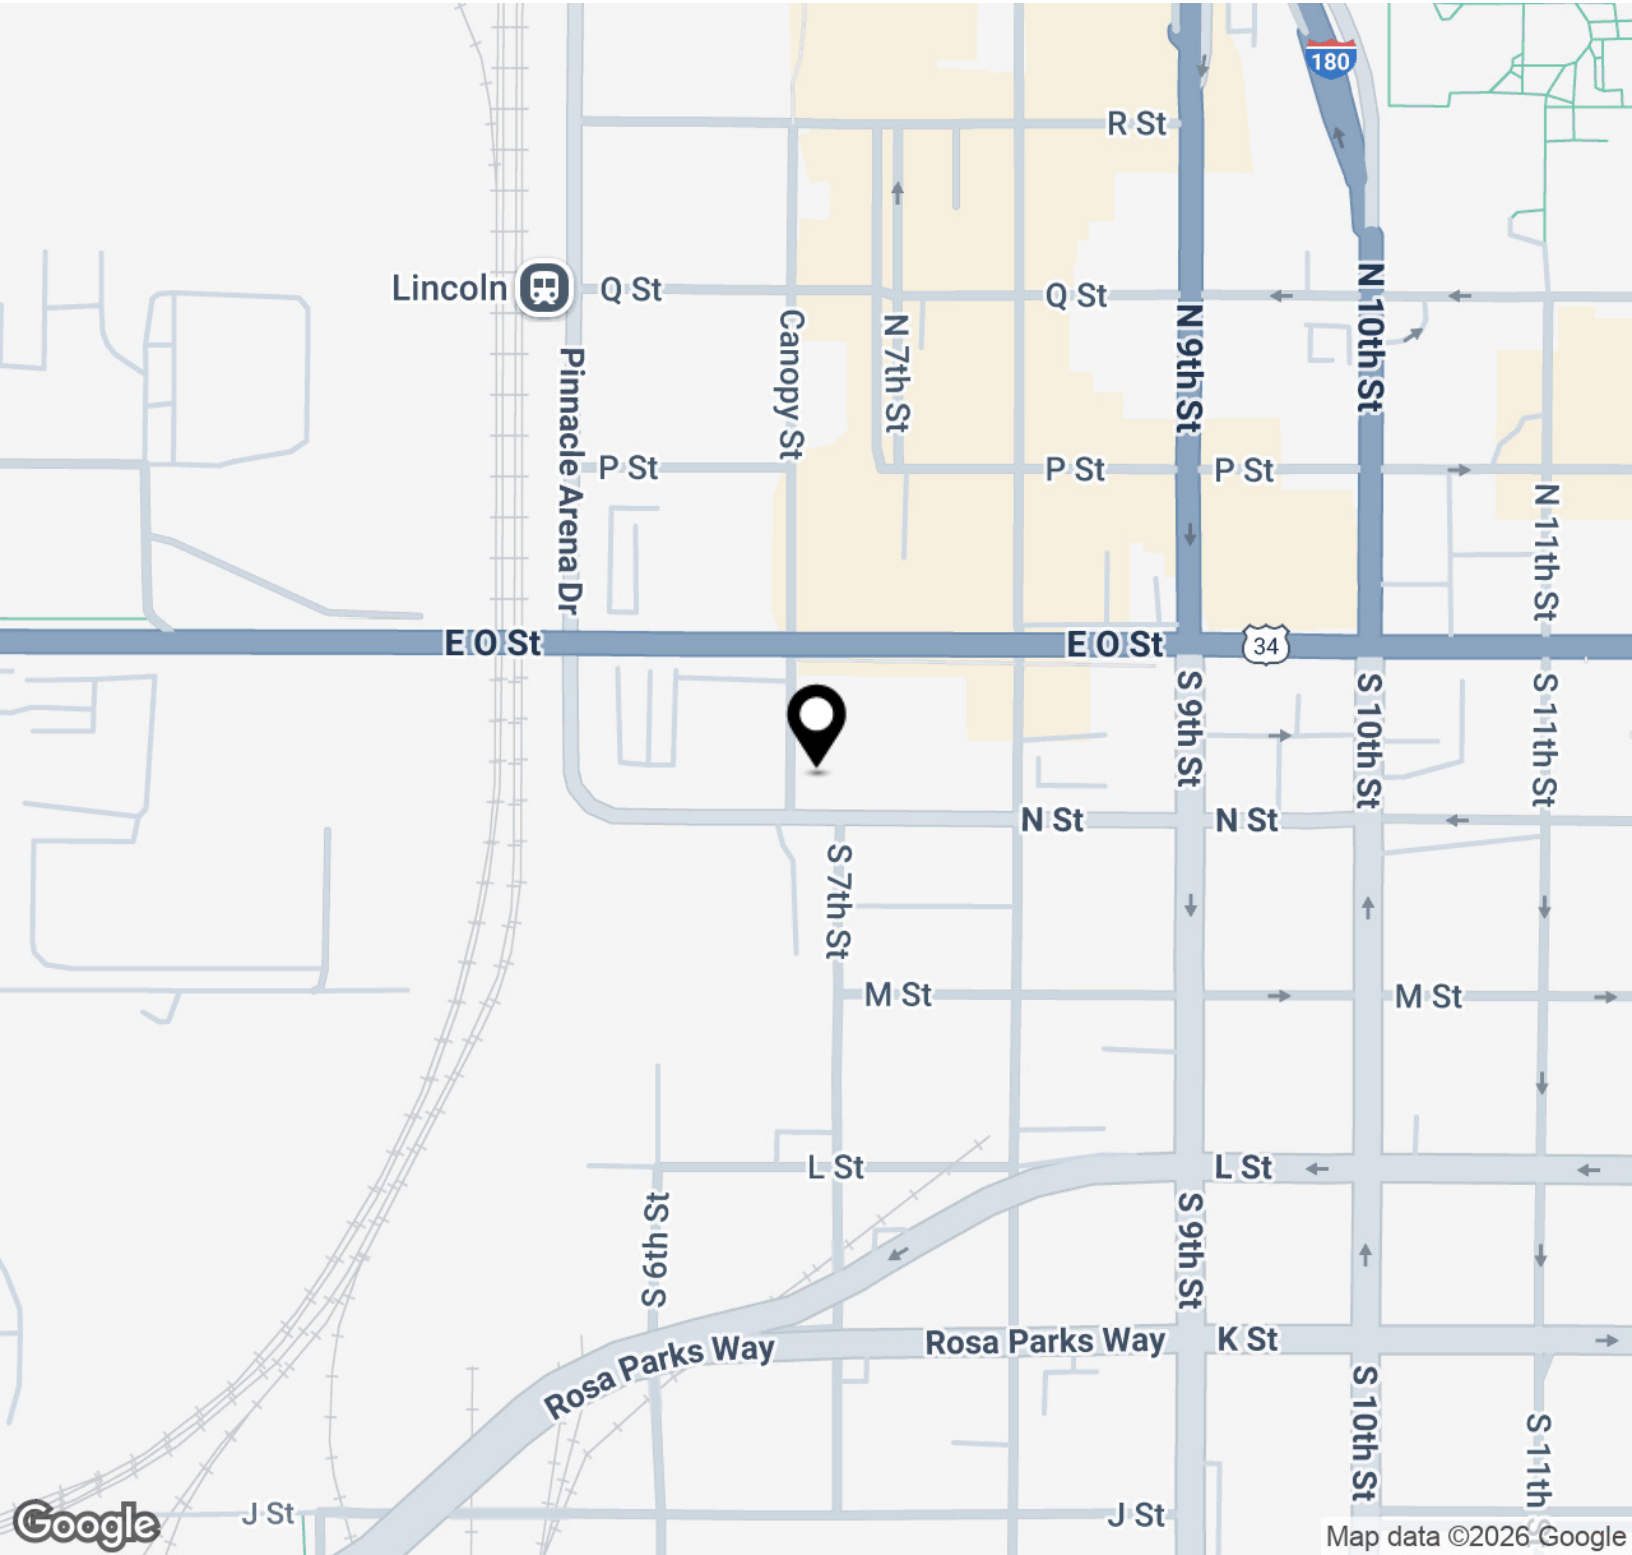 180
R St
Lincoln
Q St
Q St
N 10th St
N 9th St
Canopy St
N 7th St
Pinnacle Arena Dr
P St
P St
P St
N 11th St
E O St
E O St
34
S 9th St
S 10th St
S 11th St
N St
N St
S 7th St
M St
M St
L St
L St
S 6th St
S 9th St
Rosa Parks Way
Rosa Parks Way
K St
S 10th St
S 11th St
J St
J St
Google
Map data ©2026 Google